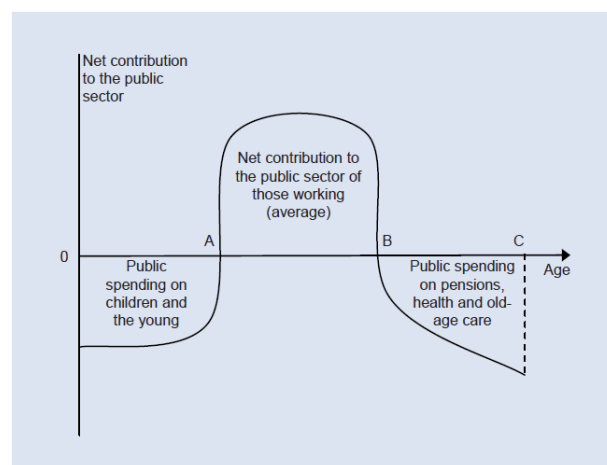 Net contribution
to the public
sector
Net contribution to
the public sector of
those working
(average)
A
B
C
0
Age
Public
spending on
children and
the young
Public spending
on pensions,
health and old-
age care